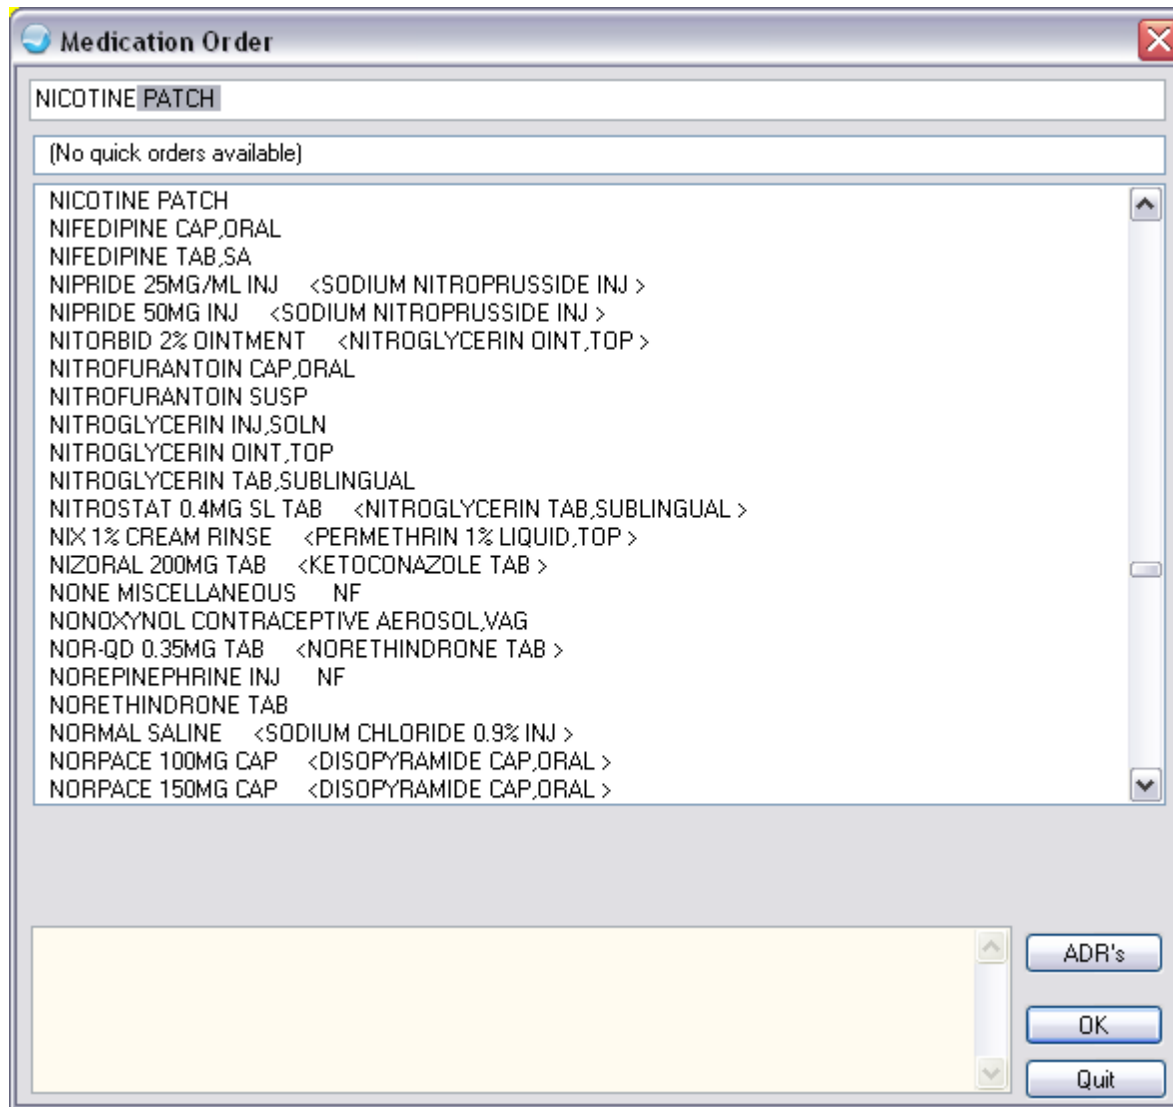 Medication Order
NICOTINE PATCH
(No quick orders available)
NICOTINE PATCH
NIFEDIPINE CAP,ORAL
NIFEDIPINE TAB,SA
NIPRIDE 25MG/ML INJ <SODIUM NITROPRUSSIDE INJ >
NIPRIDE 50MG INJ <SODIUM NITROPRUSSIDE INJ >
NITORBID 2% OINTMENT <NITROGLYCERIN OINT,TOP >
NITROFURANTOIN CAP,ORAL
NITROFURANTOIN SUSP
NITROGLYCERIN INJ,SOLN
NITROGLYCERIN OINT,TOP
NITROGLYCERIN TAB,SUBLINGUAL
NITROSTAT 0.4MG SL TAB <NITROGLYCERIN TAB,SUBLINGUAL >
NIX 1% CREAM RINSE <PERMETHRIN 1% LIQUID,TOP >
NIZORAL 200MG TAB <KETOCONAZOLE TAB >
NONE MISCELLANEOUS NF
NONOXYNOL CONTRACEPTIVE AEROSOL,VAG
NOR-QD 0.35MG TAB <NORETHINDRONE TAB >
NOREPINEPHRINE INJ NF
NORETHINDRONE TAB
NORMAL SALINE <SODIUM CHLORIDE 0.9% INJ >
NORPACE 100MG CAP <DISOPYRAMIDE CAP,ORAL >
NORPACE 150MG CAP <DISOPYRAMIDE CAP,ORAL >
ADR's
OK
Quit